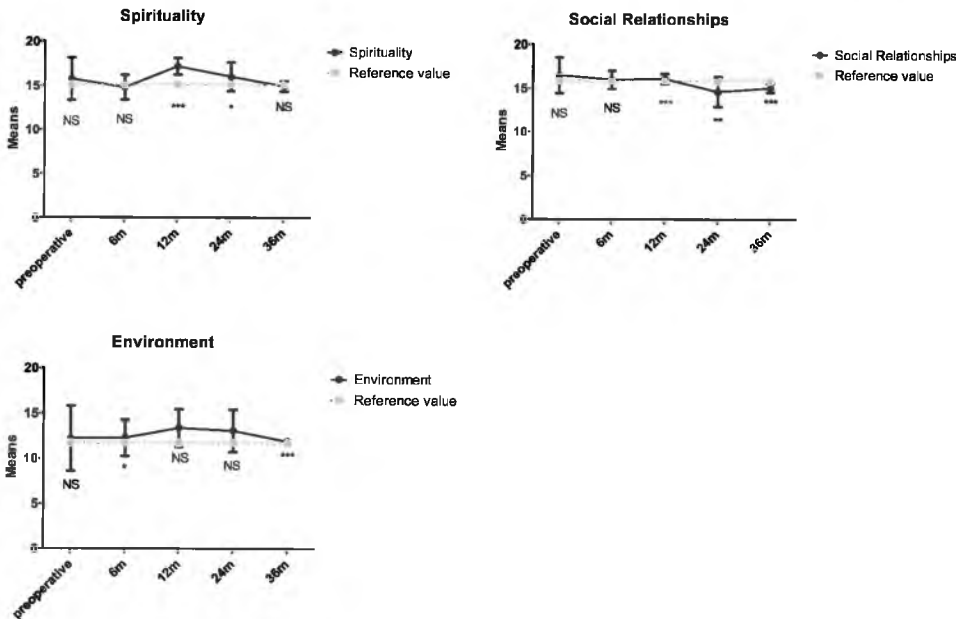 Spirituality
20
15
10
5
0
Means
NS
NS
***
*
NS
preoperative
6m
12m
24m
36m
Spirituality
Reference value
Social Relationships
20
15
10
5
0
Means
NS
NS
***
**
***
preoperative
6m
12m
24m
36m
Social Relationships
Reference value
Environment
20
15
10
5
0
Means
NS
*
NS
NS
***
preoperative
6m
12m
24m
36m
Environment
Reference value